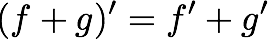 (f + g)′ = f′ + g′